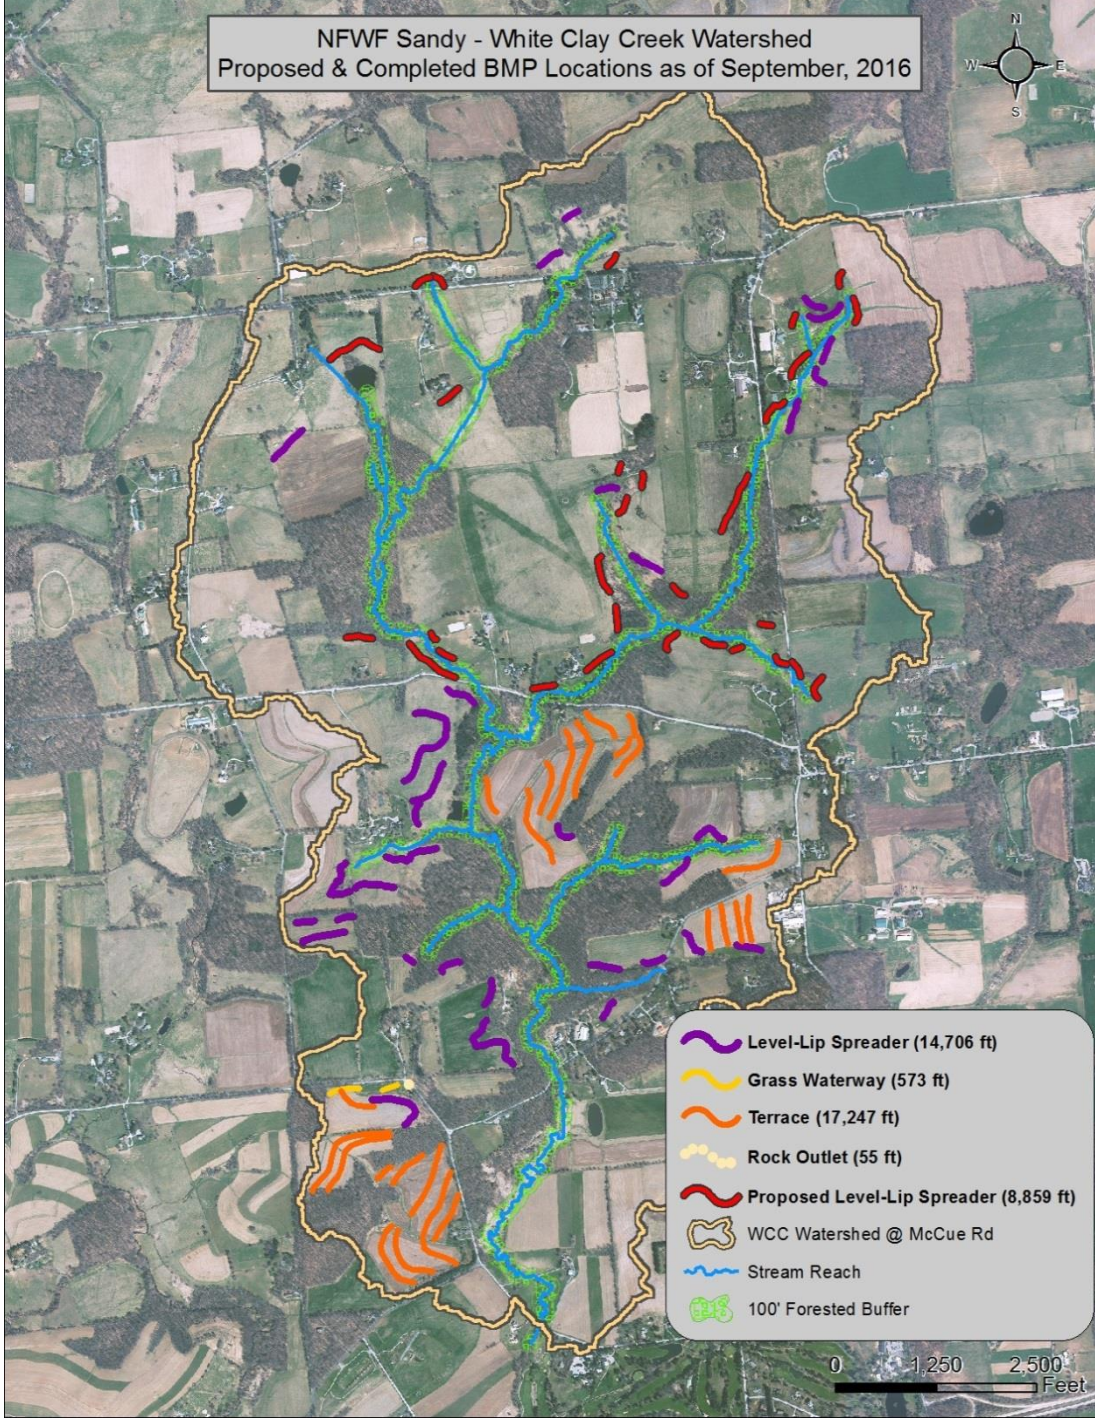 NFWF Sandy - White Clay Creek Watershed
Proposed & Completed BMP Locations as of September, 2016
N
W E
S
Level-Lip Spreader (14,706 ft)
Grass Waterway (573 ft)
Terrace (17,247 ft)
Rock Outlet (55 ft)
Proposed Level-Lip Spreader (8,859 ft)
WCC Watershed @ McCue Rd
Stream Reach
100' Forested Buffer
0 1,250 2,500
Feet